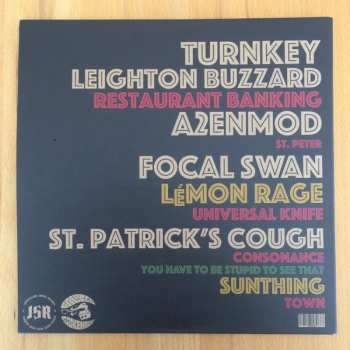 TURNKEY
LEIGHTON BUZZARD
RESTAURANT BANKING
A2ENMOD
ST. PETER
FOCAL SWAN
LéMON RAGE
UNIVERSAL KNIFE
ST. PATRICK'S COUGH
CONSONANCE
YOU HAVE TO BE STUPID TO SEE THAT
SUNTHING
TOWN
JSR